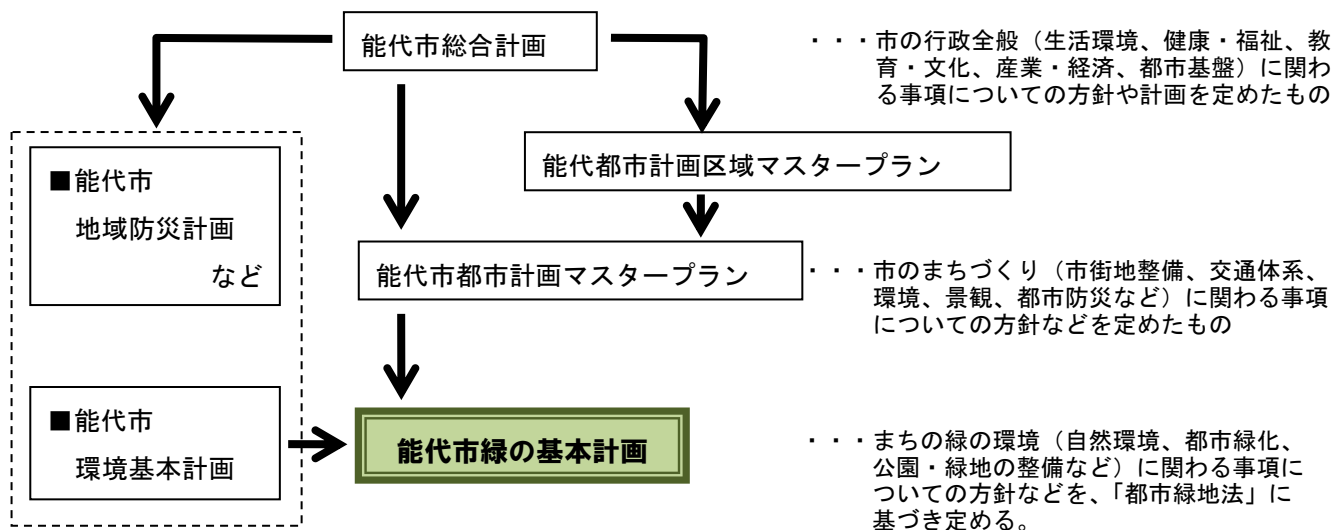 能代市総合計画
・・・市の行政全般（生活環境、健康・福祉、教
育・文化、産業・経済、都市基盤）に関わ
る事項についての方針や計画を定めたもの
■能代市
地域防災計画
など
能代都市計画区域マスタープラン
能代市都市計画マスタープラン
・・・市のまちづくり（市街地整備、交通体系、
環境、景観、都市防災など）に関わる事項
についての方針などを定めたもの
■能代市
環境基本計画
能代市緑の基本計画
・・・まちの緑の環境（自然環境、都市緑化、
公園・緑地の整備など）に関わる事項に
ついての方針などを、「都市緑地法」に
基づき定める。